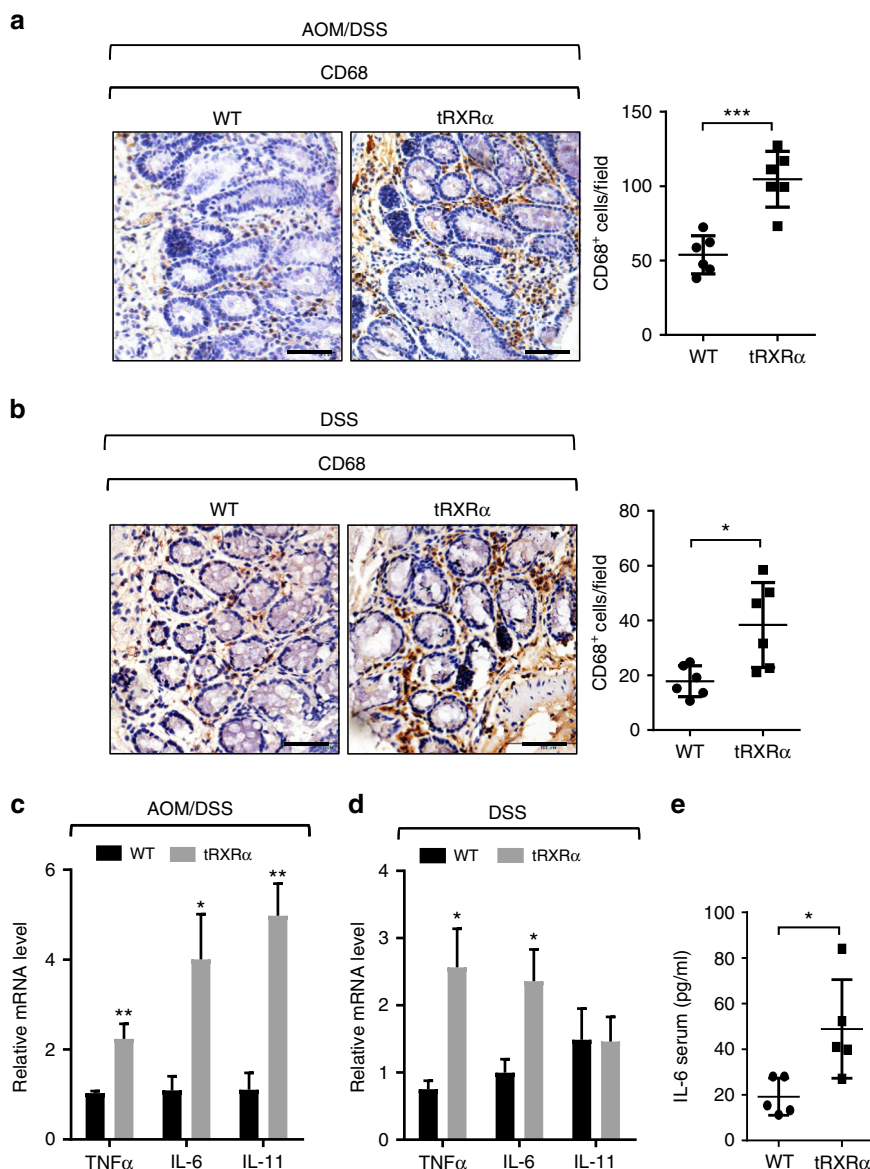 a
AOM/DSS
CD68
WT tRXRα
150
100
50
0
CD68+ cells/field
***
WT tRXRα
b
DSS
CD68
WT tRXRα
80
60
40
20
0
CD68+ cells/field
*
WT tRXRα
c
AOM/DSS
WT tRXRα
6
4
2
0
Relative mRNA level
** * **
TNFα IL-6 IL-11
d
DSS
WT tRXRα
4
3
2
1
0
Relative mRNA level
* *
TNFα IL-6 IL-11
e
100
80
60
40
20
0
IL-6 serum (pg/ml)
*
WT tRXRα